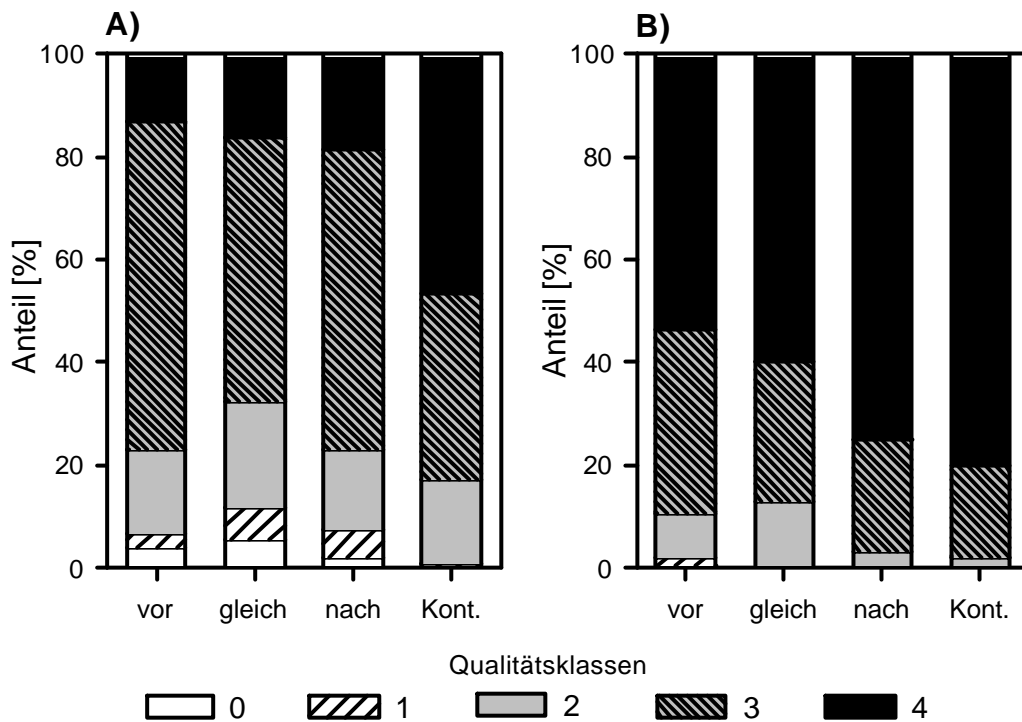 A)
100
80
60
40
20
0
Anteil [%]
vor gleich nach Kont.
B)
100
80
60
40
20
0
Anteil [%]
vor gleich nach Kont.
Qualitätsklassen
0 1 2 3 4